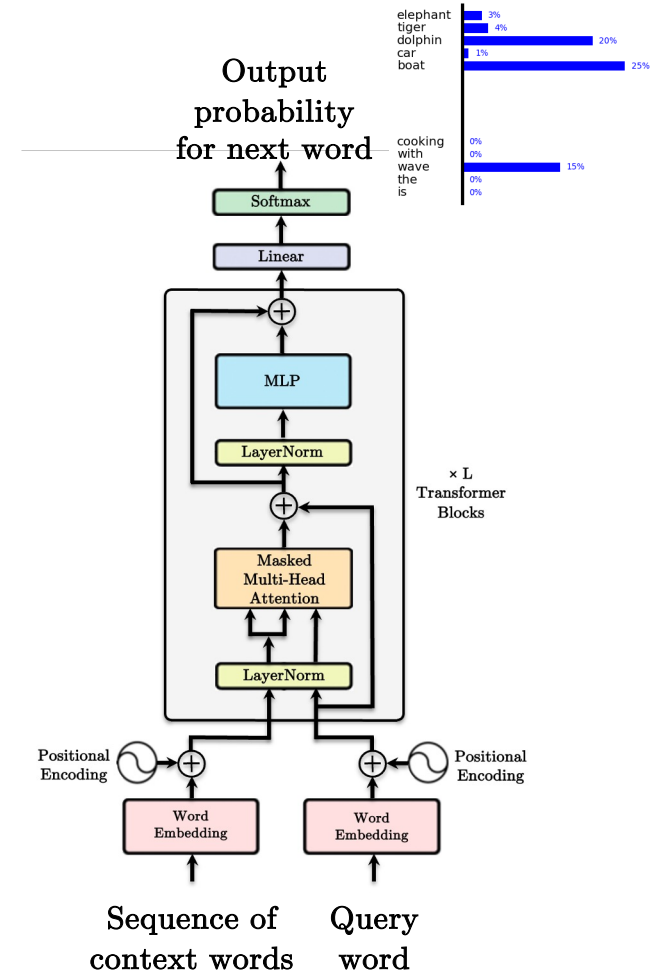 elephant 3%
tiger 4%
dolphin 20%
car 1%
boat 25%
Output
probability
for next word
cooking 0%
with 0%
wave 15%
the 0%
is 0%
Softmax
Linear
MLP
LayerNorm
× L
Transformer
Blocks
Masked
Multi-Head
Attention
LayerNorm
Positional
Encoding
Positional
Encoding
Word
Embedding
Word
Embedding
Sequence of
context words
Query
word